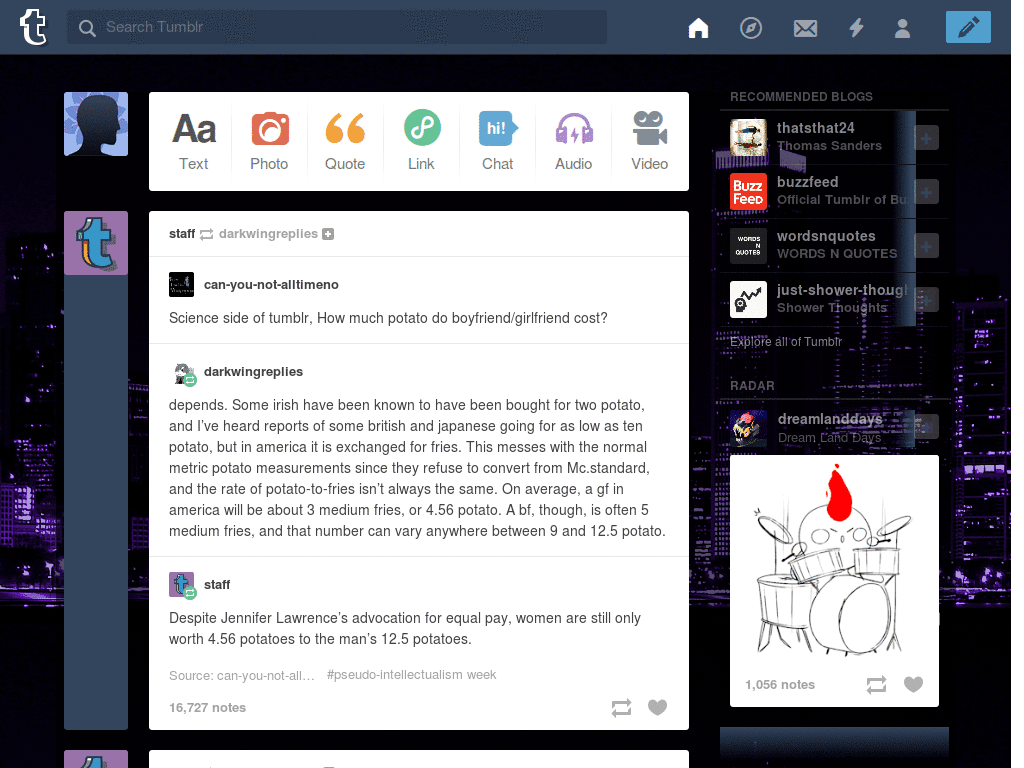 t
Search Tumblr
Aa
hi!
Text
Photo
Quote
Link
Chat
Audio
Video
staff darkwingreplies
can-you-not-alltimeno
Science side of tumblr, How much potato do boyfriend/girlfriend cost?
darkwingreplies
depends. Some irish have been known to have been bought for two potato,
and I’ve heard reports of some british and japanese going for as low as ten
potato, but in america it is exchanged for fries. This messes with the normal
metric potato measurements since they refuse to convert from Mc.standard,
and the rate of potato-to-fries isn’t always the same. On average, a gf in
america will be about 3 medium fries, or 4.56 potato. A bf, though, is often 5
medium fries, and that number can vary anywhere between 9 and 12.5 potato.
staff
Despite Jennifer Lawrence’s advocation for equal pay, women are still only
worth 4.56 potatoes to the man’s 12.5 potatoes.
Source: can-you-not-all… #pseudo-intellectualism week
16,727 notes
RECOMMENDED BLOGS
thatsthat24
Thomas Sanders
Buzz
FeeD
buzzfeed
Official Tumblr of Bu
WORDS
N
QUOTES
wordsnquotes
WORDS N QUOTES
just-shower-though
Shower Thoughts
Explore all of Tumblr
RADAR
dreamlanddays
Dream Land Days
1,056 notes